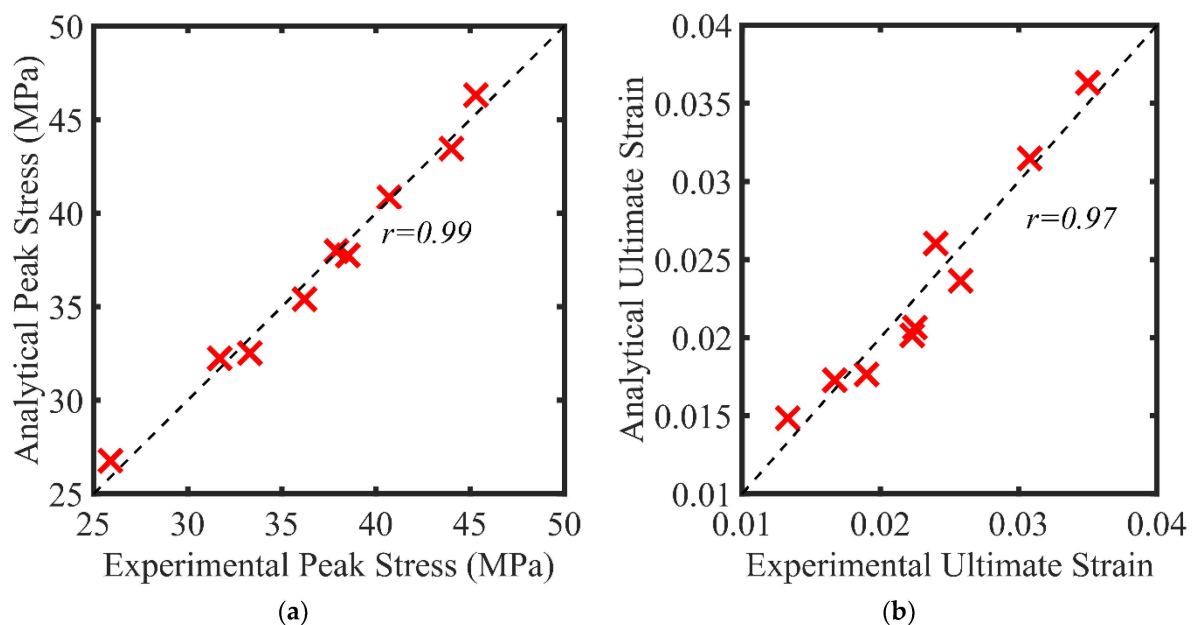 50
45
40
35
30
25
Analytical Peak Stress (MPa)
r=0.99
25 30 35 40 45 50
Experimental Peak Stress (MPa)
(a)
0.04
0.035
0.03
0.025
0.02
0.015
0.01
Analytical Ultimate Strain
r=0.97
0.01 0.02 0.03 0.04
Experimental Ultimate Strain
(b)